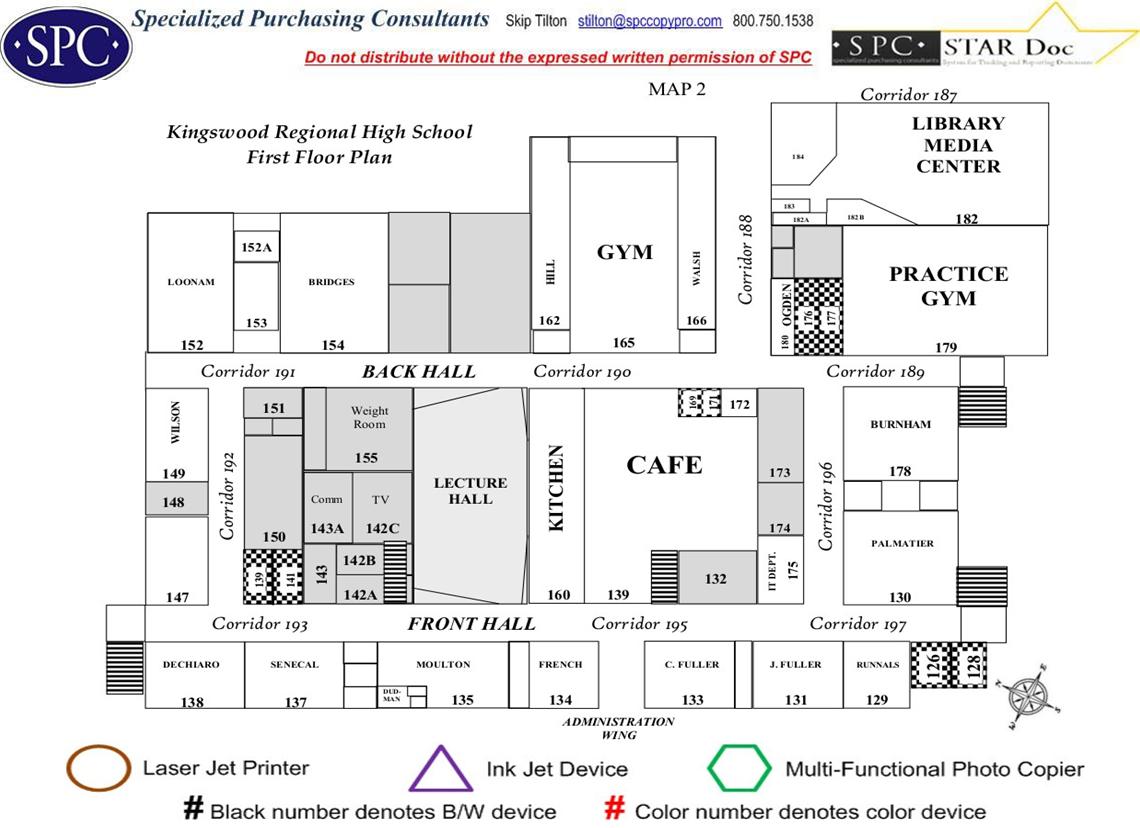 SPC
Specialized Purchasing Consultants Skip Tilton stilton@spccopypro.com 800.750.1538
Do not distribute without the expressed written permission of SPC
SPC STAR Doc
specialized purchasing consultants System for Tracking and Reporting Documents
MAP 2
Kingswood Regional High School
First Floor Plan
Corridor 187
LIBRARY
MEDIA
CENTER
184
183
182A
182B
182
Corridor 188
PRACTICE
GYM
179
OGDEN
180
176
177
GYM
165
HILL
162
WALSH
166
LOONAM
152
152A
153
BRIDGES
154
Corridor 191
BACK HALL
Corridor 190
Corridor 189
WILSON
149
148
147
Corridor 192
151
150
139
141
Weight
Room
155
Comm
143A
TV
142C
143
142B
142A
LECTURE
HALL
KITCHEN
160
CAFE
139
169
171
172
173
174
132
IT DEPT.
175
Corridor 196
BURNHAM
178
PALMATIER
130
Corridor 193
FRONT HALL
Corridor 195
Corridor 197
DECHIARO
138
SENECAL
137
MOULTON
135
DUD-
MAN
FRENCH
134
C. FULLER
133
J. FULLER
131
RUNNALS
129
126
128
ADMINISTRATION
WING
Laser Jet Printer
Ink Jet Device
Multi-Functional Photo Copier
# Black number denotes B/W device
# Color number denotes color device